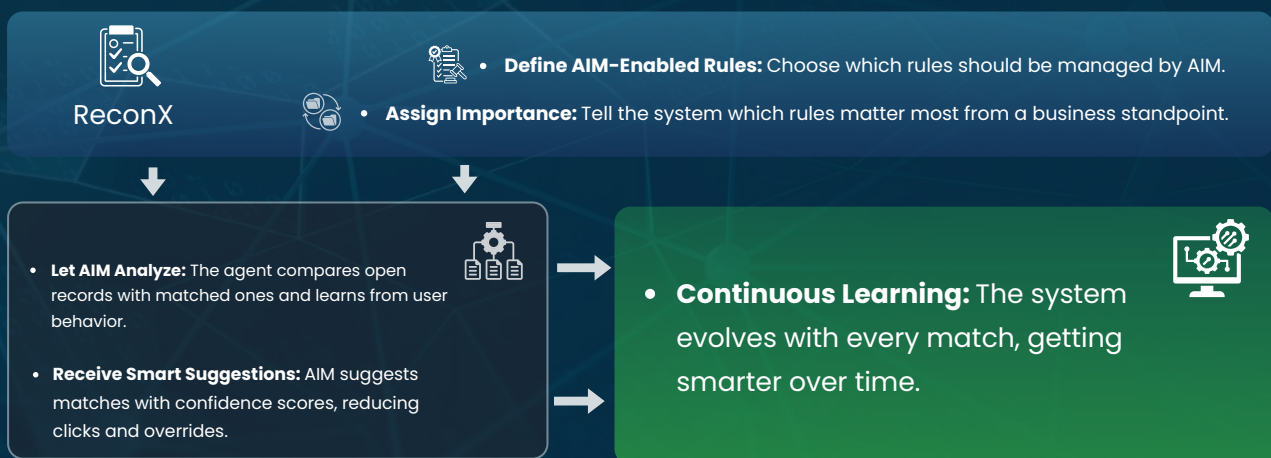 ReconX
• Define AIM-Enabled Rules: Choose which rules should be managed by AIM.
• Assign Importance: Tell the system which rules matter most from a business standpoint.
• Let AIM Analyze: The agent compares open
records with matched ones and learns from user
behavior.
• Receive Smart Suggestions: AIM suggests
matches with confidence scores, reducing
clicks and overrides.
• Continuous Learning: The system
evolves with every match, getting
smarter over time.